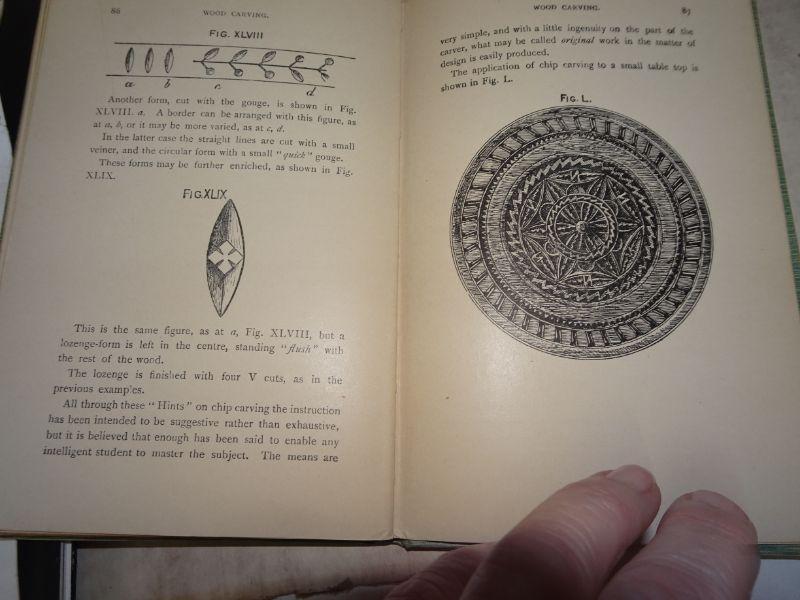 86
WOOD CARVING.
FIG. XLVIII
a b c d
Another form, cut with the gouge, is shown in Fig.
XLVIII. a. A border can be arranged with this figure, as
at a, b, or it may be more varied, as at c, d.
In the latter case the straight lines are cut with a small
veiner, and the circular form with a small "quick" gouge.
These forms may be further enriched, as shown in Fig.
XLIX.
FIG.XLIX
This is the same figure, as at a, Fig. XLVIII, but a
lozenge-form is left in the centre, standing "flush" with
the rest of the wood.
The lozenge is finished with four V cuts, as in the
previous examples.
All through these "Hints" on chip carving the instruction
has been intended to be suggestive rather than exhaustive,
but it is believed that enough has been said to enable any
intelligent student to master the subject. The means are
WOOD CARVING.
87
very simple, and with a little ingenuity on the part of the
carver, what may be called original work in the matter of
design is easily produced.
The application of chip carving to a small table top is
shown in Fig. L.
FIG. L.